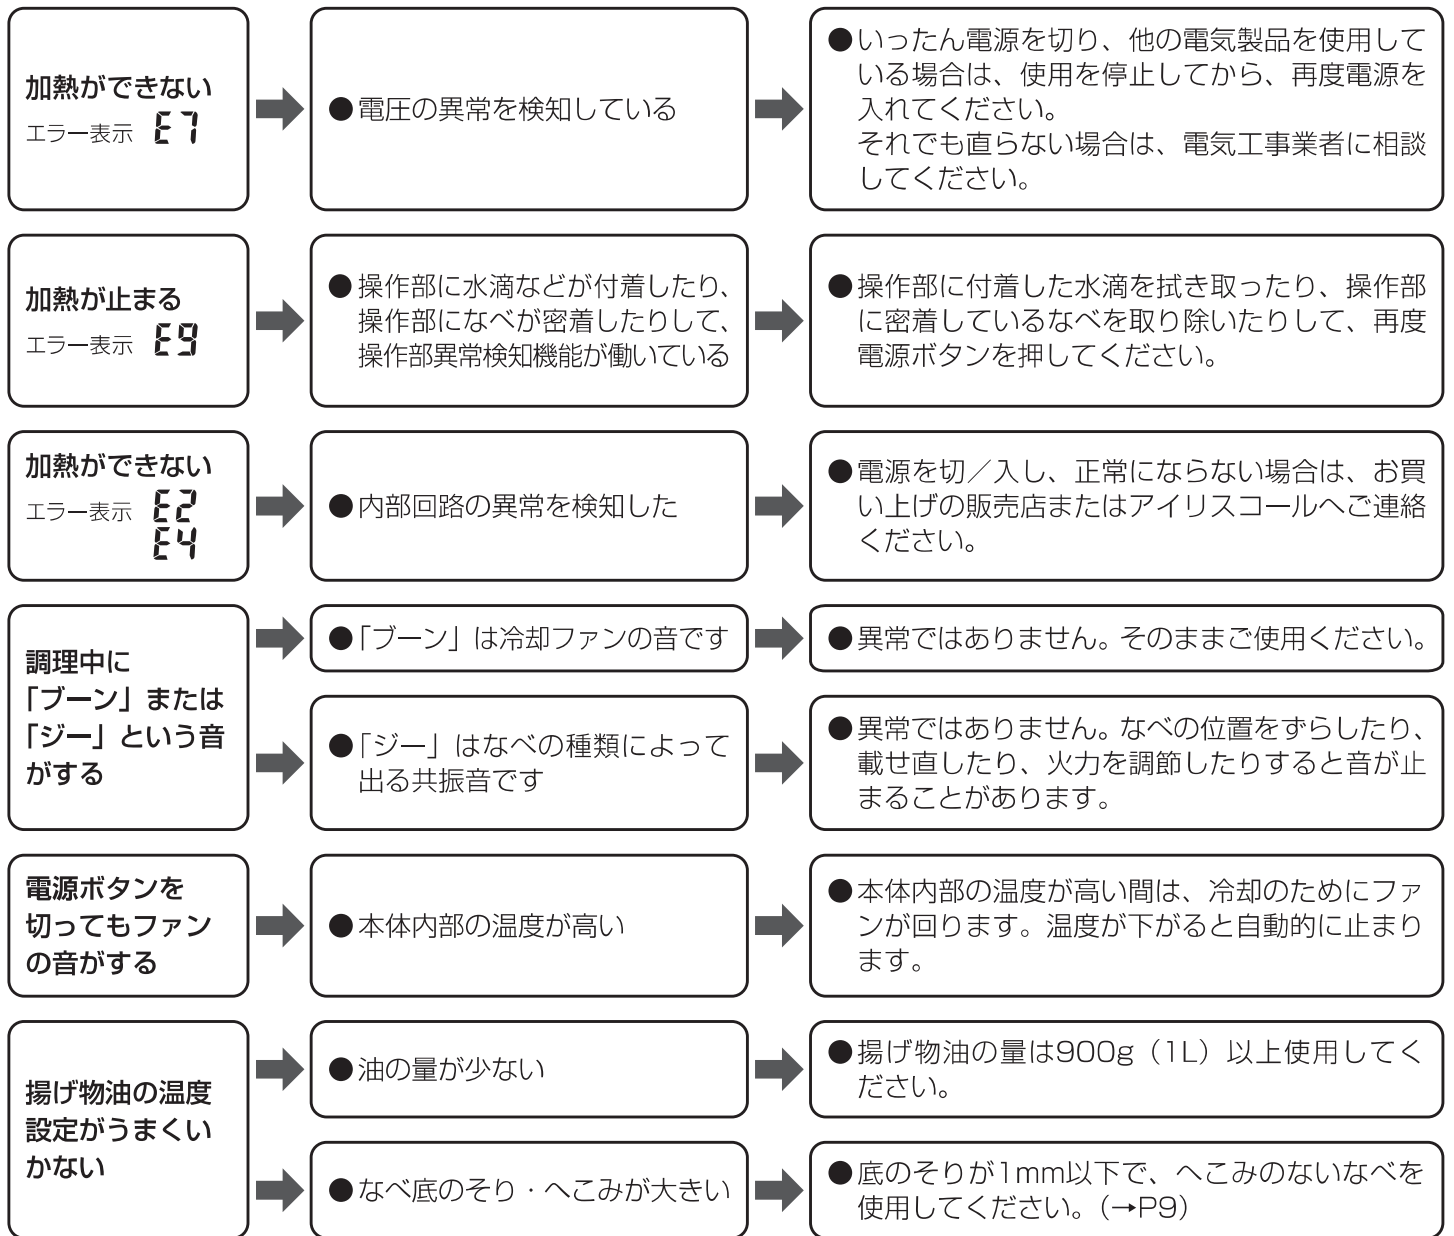 加熱ができない
エラー表示 E7
●電圧の異常を検知している
●いったん電源を切り、他の電気製品を使用して
いる場合は、使用を停止してから、再度電源を
入れてください。
それでも直らない場合は、電気工事業者に相談
してください。
加熱が止まる
エラー表示 E9
●操作部に水滴などが付着したり、
操作部になべが密着したりして、
操作部異常検知機能が働いている
●操作部に付着した水滴を拭き取ったり、操作部
に密着しているなべを取り除いたりして、再度
電源ボタンを押してください。
加熱ができない
エラー表示 E2
E4
●内部回路の異常を検知した
●電源を切／入し、正常にならない場合は、お買
い上げの販売店またはアイリスコールへご連絡
ください。
調理中に
「ブーン」または
「ジー」という音
がする
●「ブーン」は冷却ファンの音です
●異常ではありません。そのままご使用ください。
●「ジー」はなべの種類によって
出る共振音です
●異常ではありません。なべの位置をずらしたり、
載せ直したり、火力を調節したりすると音が止
まることがあります。
電源ボタンを
切ってもファン
の音がする
●本体内部の温度が高い
●本体内部の温度が高い間は、冷却のためにファ
ンが回ります。温度が下がると自動的に止まり
ます。
揚げ物油の温度
設定がうまくい
かない
●油の量が少ない
●揚げ物油の量は900g（1L）以上使用してく
ださい。
●なべ底のそり・へこみが大きい
●底のそりが1mm以下で、へこみのないなべを
使用してください。（→P9）